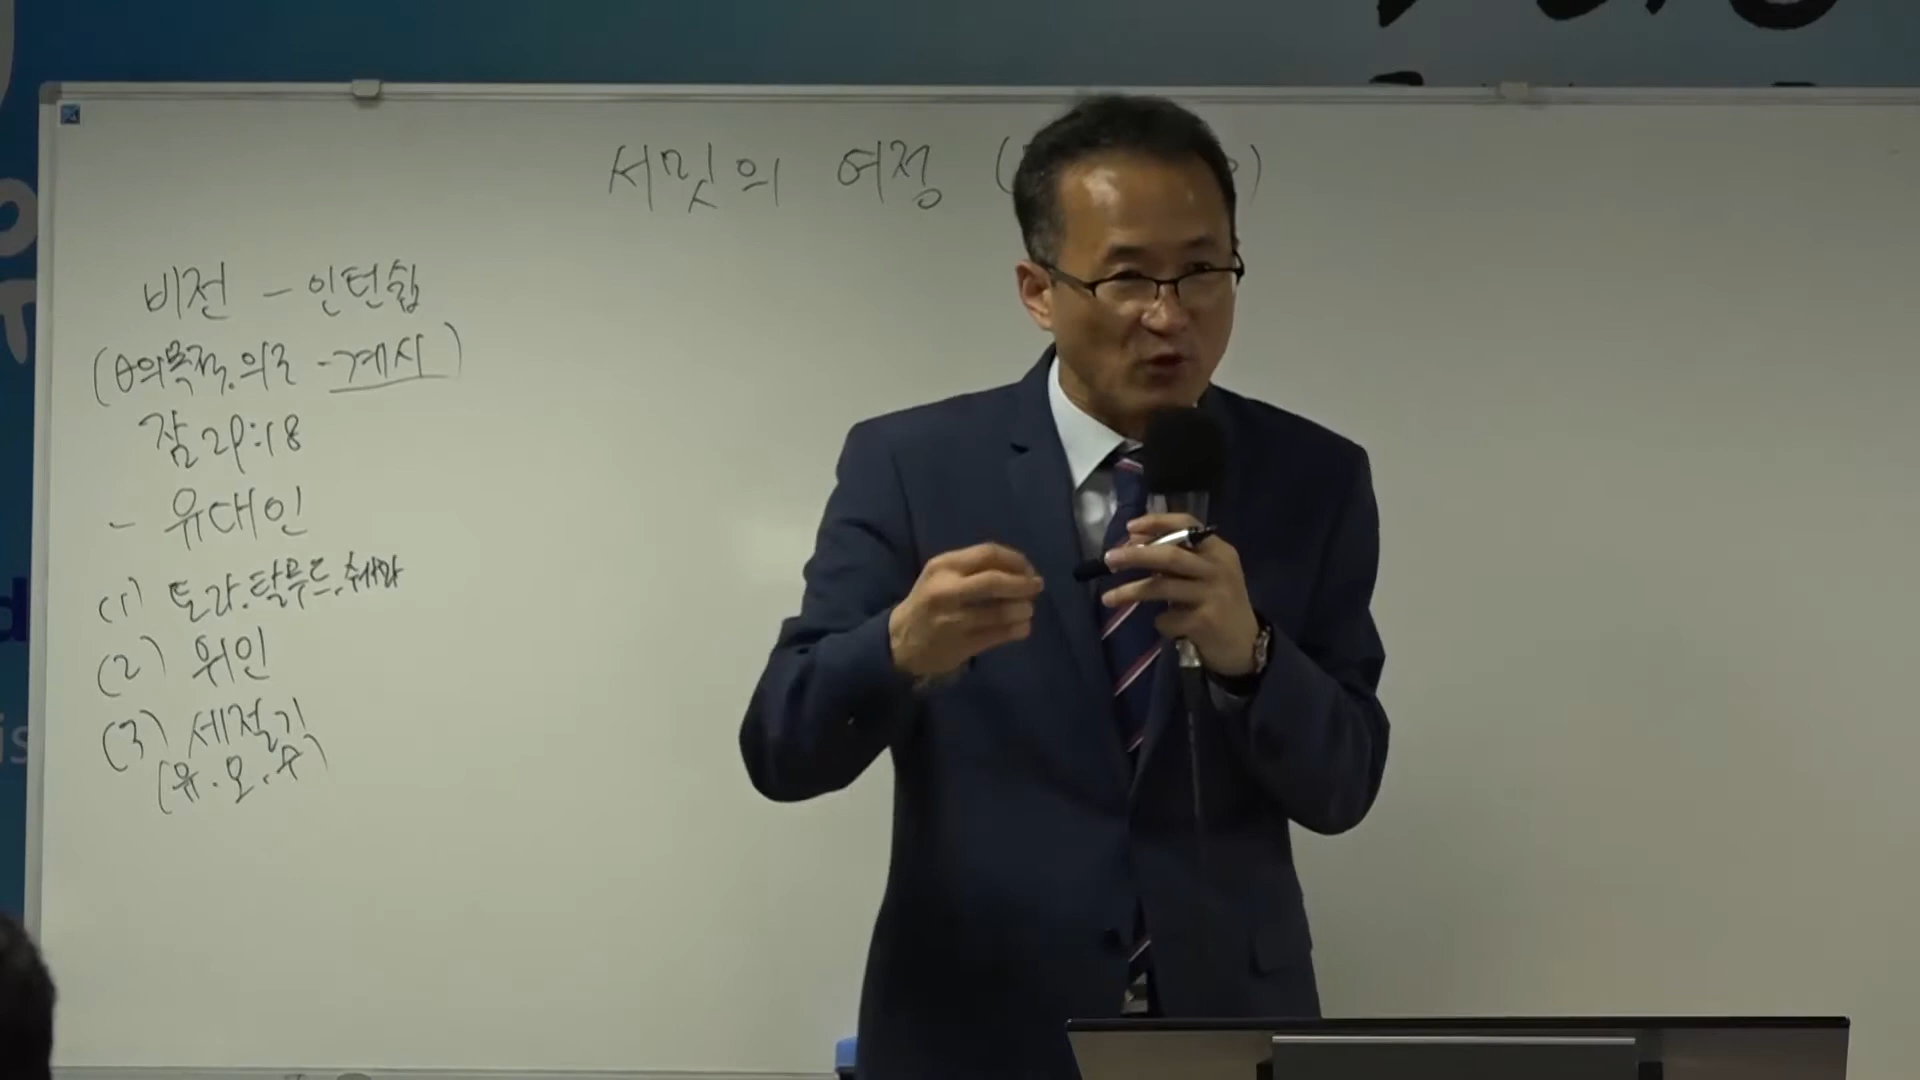 서밋의 여정 (
비전 - 인턴쉽
(θ의 목적. 의도 - 계시)
잠 29:18
- 유대인
(1) 토라.탈무드.쉐마
(2) 위인
(3) 세절기
(유.오.수)